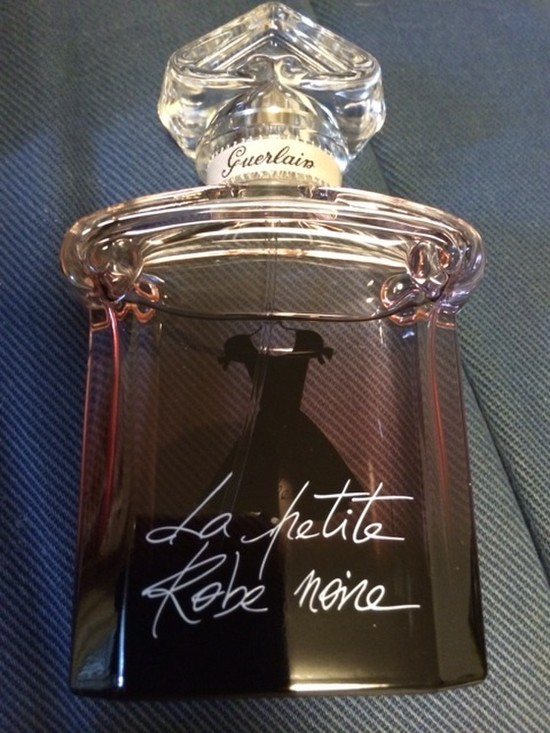 Guerlain
La petite
Robe noire